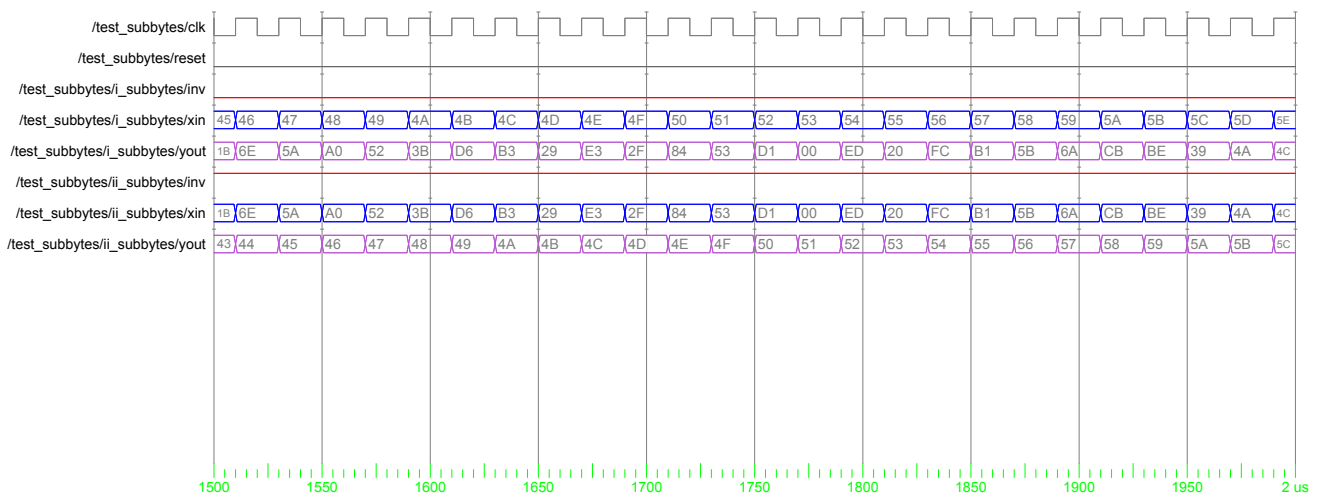 /test_subbytes/clk
/test_subbytes/reset
/test_subbytes/i_subbytes/inv
/test_subbytes/i_subbytes/xin 45 46 47 48 49 4A 4B 4C 4D 4E 4F 50 51 52 53 54 55 56 57 58 59 5A 5B 5C 5D 5E
/test_subbytes/i_subbytes/yout 1B 6E 5A A0 52 3B D6 B3 29 E3 2F 84 53 D1 00 ED 20 FC B1 5B 6A CB BE 39 4A 4C
/test_subbytes/ii_subbytes/inv
/test_subbytes/ii_subbytes/xin 1B 6E 5A A0 52 3B D6 B3 29 E3 2F 84 53 D1 00 ED 20 FC B1 5B 6A CB BE 39 4A 4C
/test_subbytes/ii_subbytes/yout 43 44 45 46 47 48 49 4A 4B 4C 4D 4E 4F 50 51 52 53 54 55 56 57 58 59 5A 5B 5C
1500 1550 1600 1650 1700 1750 1800 1850 1900 1950 2 us